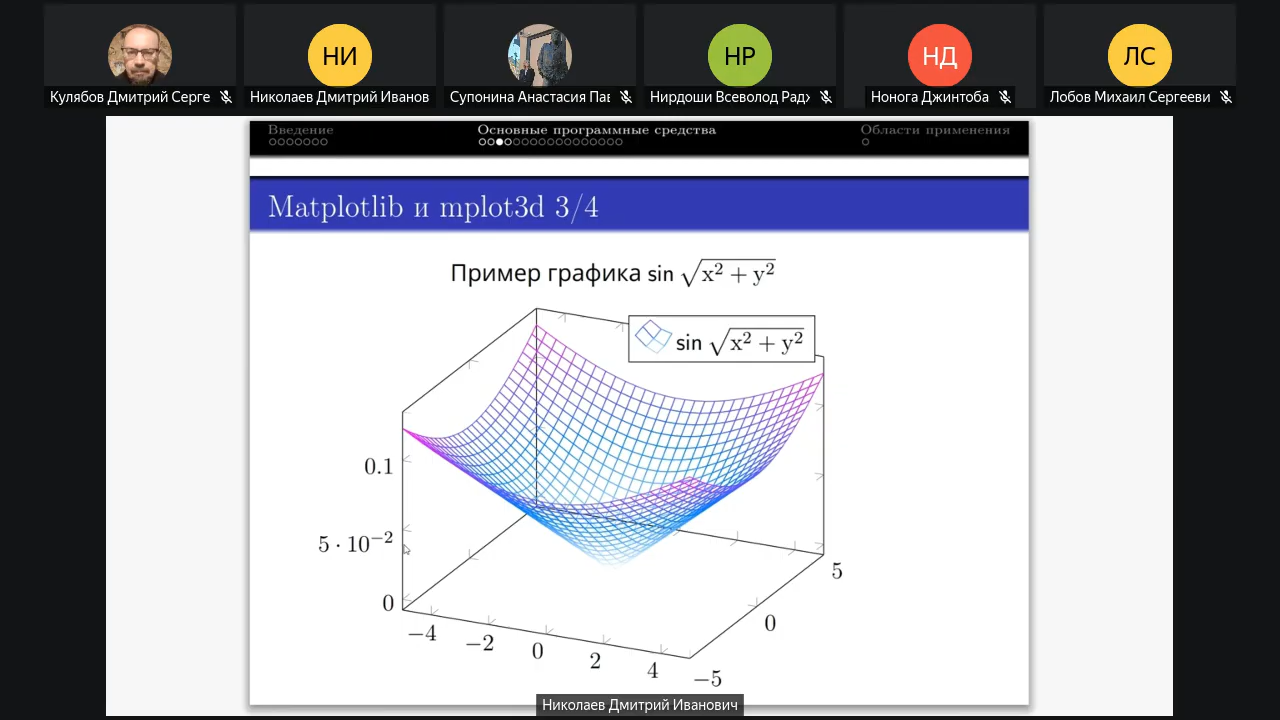 НИ
НР
НД
ЛС
Кулябов Дмитрий Серге
Николаев Дмитрий Иванов
Супонина Анастасия Пав
Нирдоши Всеволод Радх
Нонога Джинтоба
Лобов Михаил Сергееви
Введение
Основные программные средства
Области применения
Matplotlib и mplot3d 3/4
Пример графика sin √x² + y²
sin √x² + y²
0.1
5 · 10⁻²
0
−4
−2
0
2
4
−5
0
5
Николаев Дмитрий Иванович